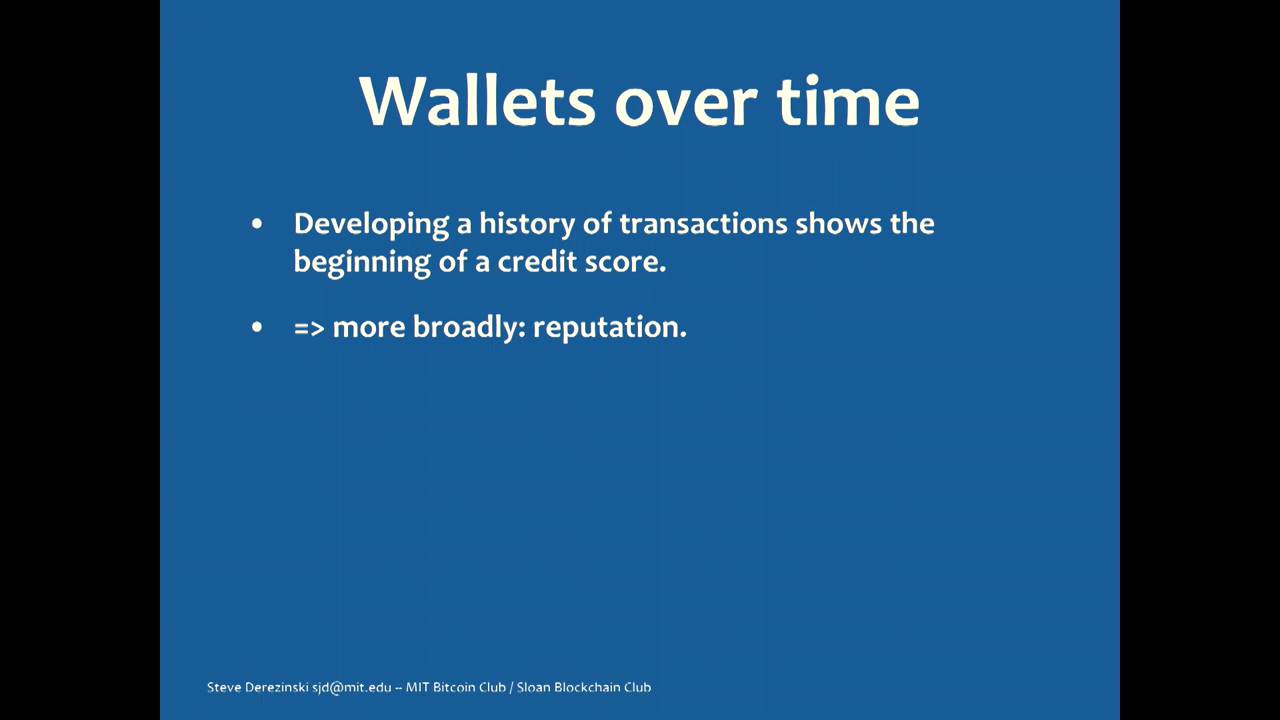 Wallets over time
• Developing a history of transactions shows the
beginning of a credit score.
• => more broadly: reputation.
Steve Derezinski sjd@mit.edu -- MIT Bitcoin Club / Sloan Blockchain Club